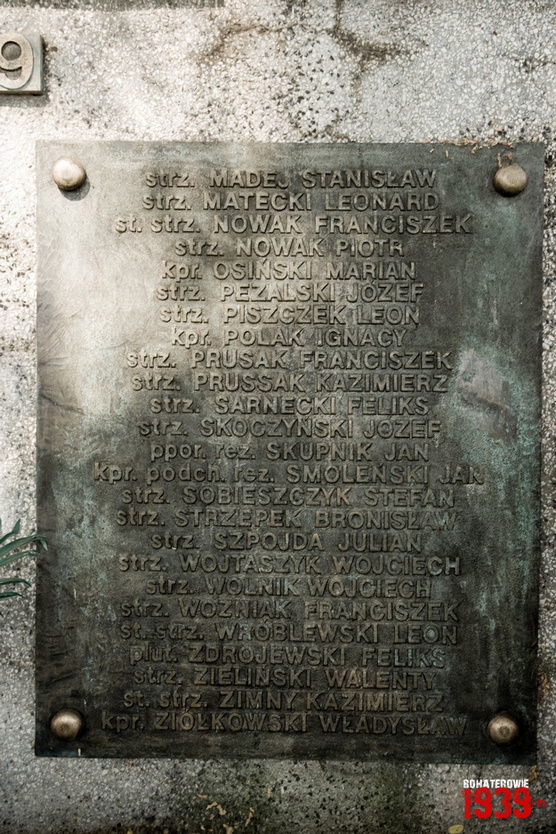 9
strz. MADEJ STANISŁAW
strz. MATECKI LEONARD
st. strz. NOWAK FRANCISZEK
strz. NOWAK PIOTR
kpr. OSIŃSKI MARIAN
strz. PEZALSKI JÓZEF
strz. PISZCZEK LEON
kpr. POLAK IGNACY
strz. PRUSAK FRANCISZEK
strz. PRUSSAK KAZIMIERZ
strz. SARNECKI FELIKS
strz. SKOCZYŃSKI JÓZEF
ppor. rez. SKUPNIK JAN
kpr. podch. rez. SMOLEŃSKI JAN
strz. SOBIESZCZYK STEFAN
strz. STRZEPEK BRONISŁAW
strz. SZPOJDA JULIAN
strz. WOJTASZYK WOJCIECH
strz. WOLNIK WOJCIECH
strz. WOŹNIAK FRANCISZEK
st. strz. WRÓBLEWSKI LEON
plut. ZDROJEWSKI FELIKS
strz. ZIELIŃSKI WALENTY
st. strz. ZIMNY KAZIMIERZ
kpr. ZIÓŁKOWSKI WŁADYSŁAW
BOHATEROWIE
1939.PL